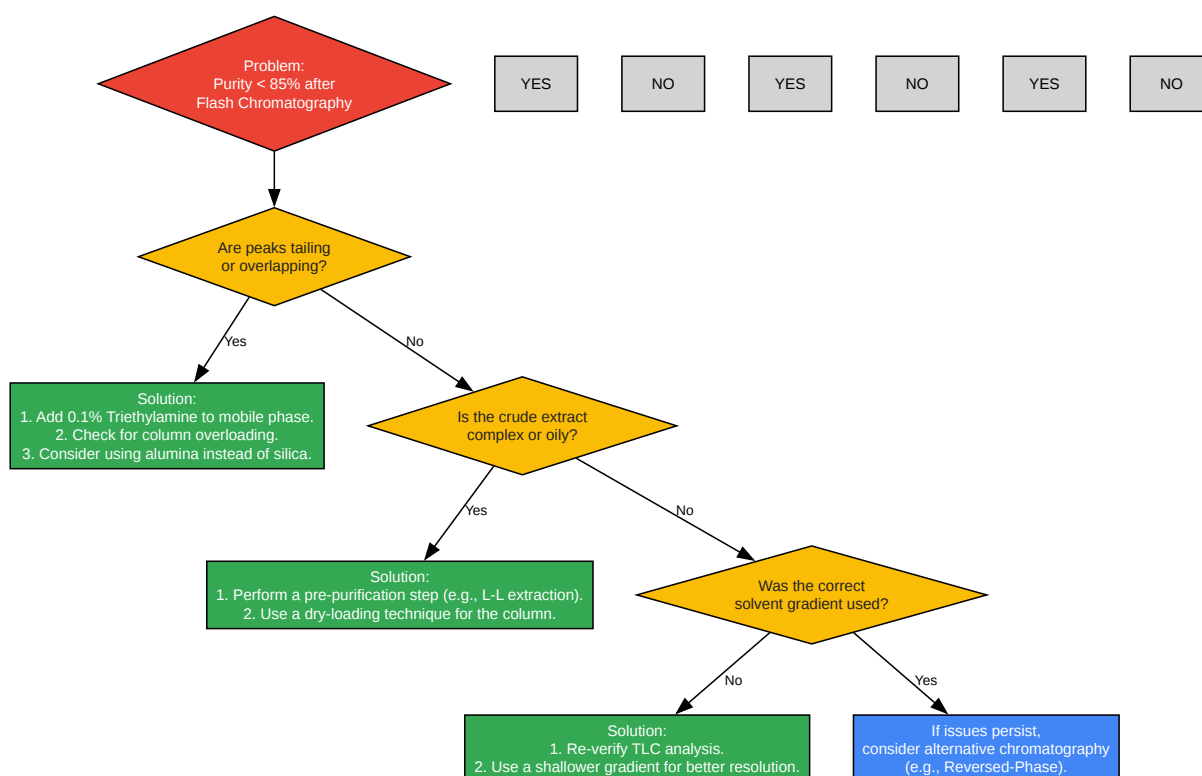 Problem:
Purity < 85% after
Flash Chromatography
YES
NO
YES
NO
YES
NO
Are peaks tailing
or overlapping?
Yes
No
Solution:
1. Add 0.1% Triethylamine to mobile phase.
2. Check for column overloading.
3. Consider using alumina instead of silica.
Is the crude extract
complex or oily?
Yes
No
Solution:
1. Perform a pre-purification step (e.g., L-L extraction).
2. Use a dry-loading technique for the column.
Was the correct
solvent gradient used?
No
Yes
Solution:
1. Re-verify TLC analysis.
2. Use a shallower gradient for better resolution.
If issues persist,
consider alternative chromatography
(e.g., Reversed-Phase).